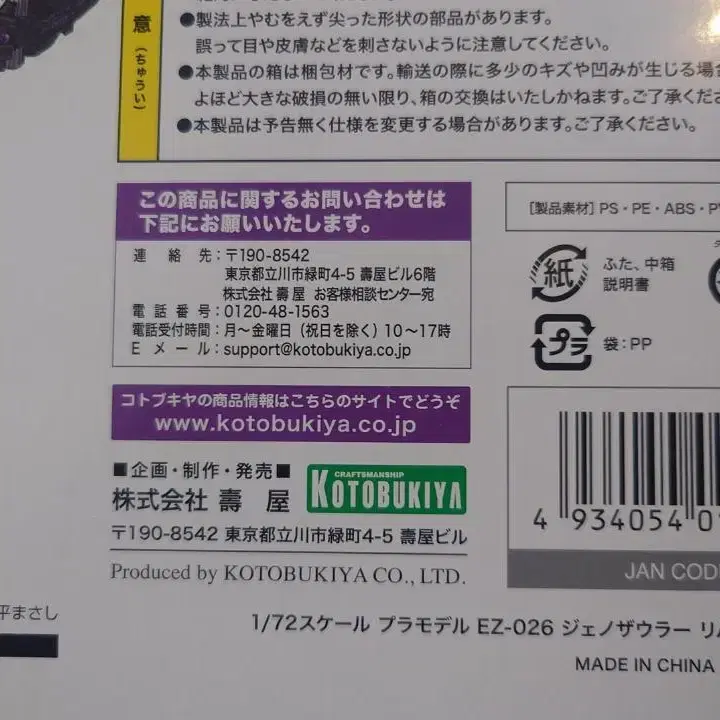 意
(ちゅうい)
●製法上やむをえず尖った形状の部品があります。
誤って目や皮膚などを刺さないように注意してください。
●本製品の箱は梱包材です。輸送の際に多少のキズや凹みが生じる場合
よほど大きな破損の無い限り、箱の交換はいたしかねます。ご了承くださ
●本製品は予告無く仕様を変更する場合があります。ご了承ください。
この商品に関するお問い合わせは
下記にお願いいたします。
連絡先:〒190-8542
東京都立川市緑町4-5 壽屋ビル6階
株式会社 壽屋 お客様相談センター宛
電話番号:0120-48-1563
電話受付時間:月～金曜日(祝日を除く)10～17時
Eメール:support@kotobukiya.co.jp
[製品素材] PS・PE・ABS・PV
紙
ふた、中箱
説明書
プラ
袋:PP
コトブキヤの商品情報はこちらのサイトでどうぞ
www.kotobukiya.co.jp
■企画・制作・発売■
株式会社 壽屋
CRAFTSMANSHIP
KOTOBUKIYA
〒190-8542 東京都立川市緑町4-5 壽屋ビル
Produced by KOTOBUKIYA CO., LTD.
4 934054 0
JAN COD
平まさし
1/72スケール プラモデル EZ-026 ジェノザウラー リ
MADE IN CHINA